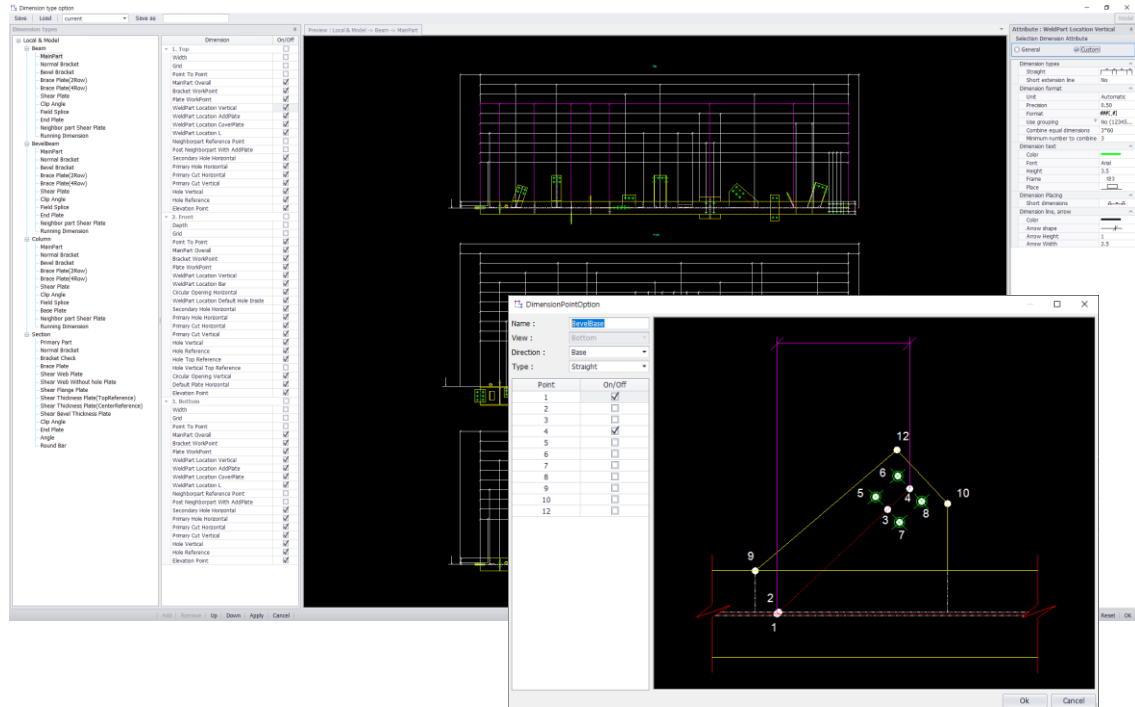 Dimension type option
Save Load current Save as
Dimension Types
Local & Model
Beam
MainPart
Normal Bracket
Bevel Bracket
Brace Plate(2Row)
Brace Plate(4Row)
Shear Plate
Clip Angle
Field Splice
End Plate
Neighbor part Shear Plate
Running Dimension
BevelBeam
MainPart
Normal Bracket
Bevel Bracket
Brace Plate(2Row)
Brace Plate(4Row)
Shear Plate
Clip Angle
Field Splice
End Plate
Neighbor part Shear Plate
Running Dimension
Column
MainPart
Normal Bracket
Bevel Bracket
Brace Plate(2Row)
Brace Plate(4Row)
Shear Plate
Clip Angle
Field Splice
Base Plate
Neighbor part Shear Plate
Running Dimension
Section
Primary Part
Normal Bracket
Bracket Check
Brace Plate
Shear Web Plate
Shear Web Without hole Plate
Shear Flange Plate
Shear Thickness Plate(TopReference)
Shear Thickness Plate(CenterReference)
Shear Bevel Thickness Plate
Clip Angle
End Plate
Angle
Round Bar
Dimension On/Off
1. Top
Width
Grid
Point To Point
MainPart Overall
Bracket WorkPoint
Plate WorkPoint
WeldPart Location Vertical
WeldPart Location AddPlate
WeldPart Location CoverPlate
WeldPart Location L
Neighborpart Reference Point
Post Neighborpart With AddPlate
Secondary Hole Horizontal
Primary Hole Horizontal
Primary Cut Horizontal
Primary Cut Vertical
Hole Vertical
Hole Reference
Elevation Point
2. Front
Depth
Grid
Point To Point
MainPart Overall
Bracket WorkPoint
Plate WorkPoint
WeldPart Location Vertical
WeldPart Location Bar
Circular Opening Horizontal
WeldPart Location Default Hole Inside
Secondary Hole Horizontal
Primary Hole Horizontal
Primary Cut Horizontal
Primary Cut Vertical
Hole Vertical
Hole Reference
Hole Top Reference
Hole Vertical Top Reference
Circular Opening Vertical
Default Plate Horizontal
Elevation Point
3. Bottom
Width
Grid
Point To Point
MainPart Overall
Bracket WorkPoint
Plate WorkPoint
WeldPart Location Vertical
WeldPart Location AddPlate
WeldPart Location CoverPlate
WeldPart Location L
Neighborpart Reference Point
Post Neighborpart With AddPlate
Secondary Hole Horizontal
Primary Hole Horizontal
Primary Cut Horizontal
Primary Cut Vertical
Hole Vertical
Hole Reference
Elevation Point
Add Remove Up Down Apply Cancel
Preview : Local & Model -> Beam -> MainPart
Attribute : WeldPart Location Vertical
Selection Dimension Attribute
General Custom
Dimension types
Straight
Short extension line No
Dimension format
Unit Automatic
Precision 0.50
Format ###[.#]
Use grouping No (12345...
Combine equal dimensions 3*60
Minimum number to combine 3
Dimension text
Color
Font Arial
Height 3.5
Frame 123
Place
Dimension Placing
Short dimensions
Dimension line, arrow
Color
Arrow shape
Arrow Height 1
Arrow Width 2.5
Reset OK
DimensionPointOption
Name : BevelBase
View : Bottom
Direction : Base
Type : Straight
Point On/Off
1
2
3
4
5
6
7
8
9
10
12
12
6
5
4
10
3
8
7
9
2
1
Ok Cancel